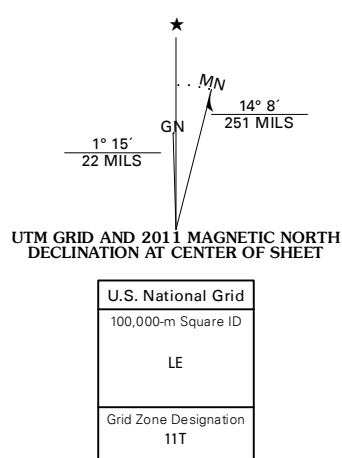 MN
14° 8´
251 MILS
GN
1° 15´
22 MILS
UTM GRID AND 2011 MAGNETIC NORTH
DECLINATION AT CENTER OF SHEET
U.S. National Grid
100,000-m Square ID
LE
Grid Zone Designation
11T